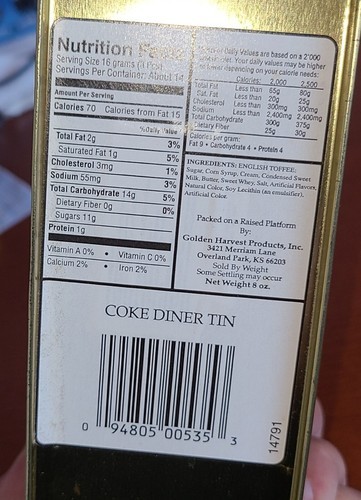 Nutrition Facts
Serving Size 16 grams (1 Pc.)
Servings Per Container: About 14
Amount Per Serving
Calories 70 Calories from Fat 15
%Daily Value
Total Fat 2g 3%
Saturated Fat 1g 5%
Cholesterol 3mg 1%
Sodium 55mg 3%
Total Carbohydrate 14g 5%
Dietary Fiber 0g 0%
Sugars 11g
Protein 1g
Vitamin A 0% • Vitamin C 0%
Calcium 2% • Iron 2%
Daily Values are based on a 2'000
diet. Your daily values may be higher
depending on your calorie needs:
Calories: 2,000 2,500
Total Fat Less than 65g 80g
Sat. Fat Less than 20g 25g
Cholesterol Less than 300mg 300mg
Sodium Less than 2,400mg 2,400mg
Total Carbohydrate 300g 375g
Dietary Fiber 25g 30g
Calories per gram:
Fat 9 • Carbohydrate 4 • Protein 4
INGREDIENTS: ENGLISH TOFFEE;
Sugar, Corn Syrup, Cream, Condensed Sweet
Milk, Butter, Sweet Whey, Salt, Artificial Flavors,
Natural Color, Soy Lecithin (an emulsifier),
Artificial Color.
Packed on a Raised Platform
By:
Golden Harvest Products, Inc.
3421 Merriam Lane
Overland Park, KS 66203
Sold By Weight
Some Settling may occur
Net Weight 8 oz.
COKE DINER TIN
0 94805 00535 3
14791